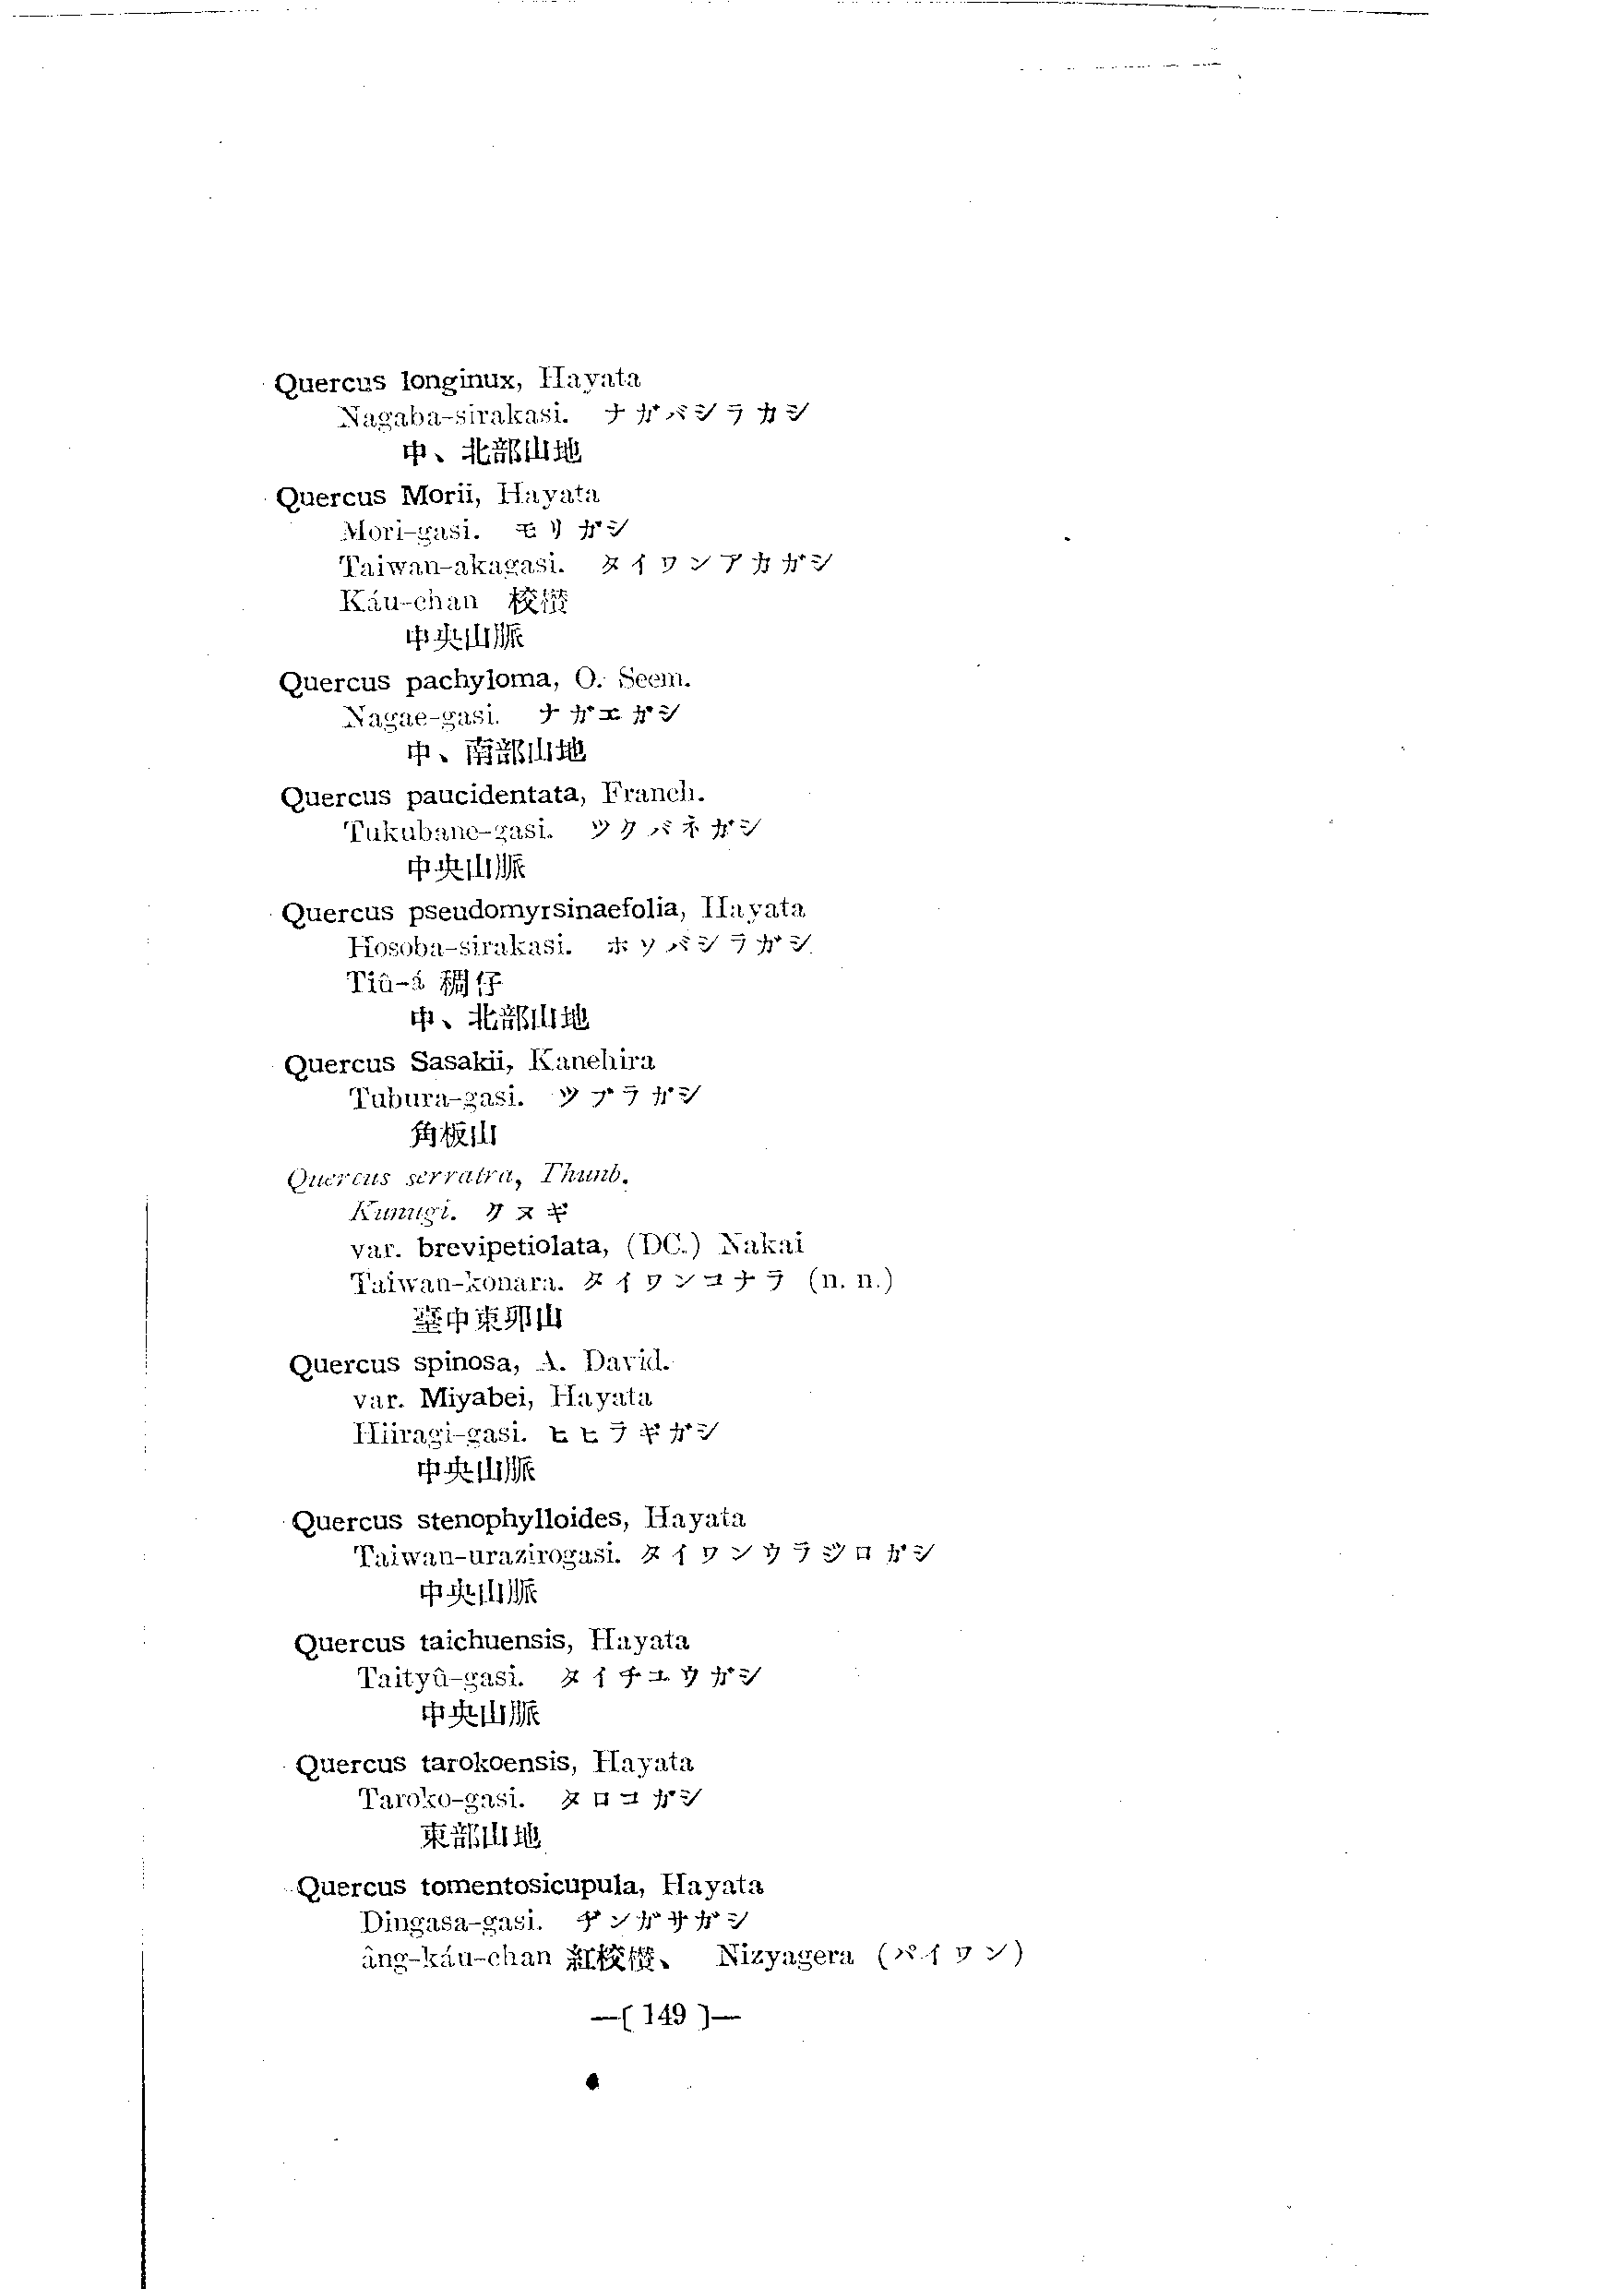 Quercus longinux, Hayata
Nagaba-sirakasi. ナガバシラカシ
中、北部山地
Quercus Morii, Hayata
Mori-gasi. モリガシ
Taiwan-akagasi. タイワンアカガシ
Káu-chan 校欑
中央山脈
Quercus pachyloma, O. Seem.
Nagae-gasi. ナガエガシ
中、南部山地
Quercus paucidentata, Franch.
Tukubane-gasi. ツクバネガシ
中央山脈
Quercus pseudomyrsinaefolia, Hayata
Hosoba-sirakasi. ホソバシラガシ
Tiû-á 稠仔
中、北部山地
Quercus Sasakii, Kanehira
Tubura-gasi. ツブラガシ
角板山
Quercus serratra, Thunb.
Kunugi. クヌギ
var. brevipetiolata, (DC.) Nakai
Taiwan-konara. タイワンコナラ (n. n.)
臺中東卯山
Quercus spinosa, A. David.
var. Miyabei, Hayata
Hiiragi-gasi. ヒヒラギガシ
中央山脈
Quercus stenophylloides, Hayata
Taiwan-urazirogasi. タイワンウラジロガシ
中央山脈
Quercus taichuensis, Hayata
Taityû-gasi. タイチユウガシ
中央山脈
Quercus tarokoensis, Hayata
Taroko-gasi. タロコガシ
東部山地
Quercus tomentosicupula, Hayata
Dingasa-gasi. ヂンガサガシ
âng-káu-chan 紅校欑、 Nizyagera (パイワン)
—( 149 )—